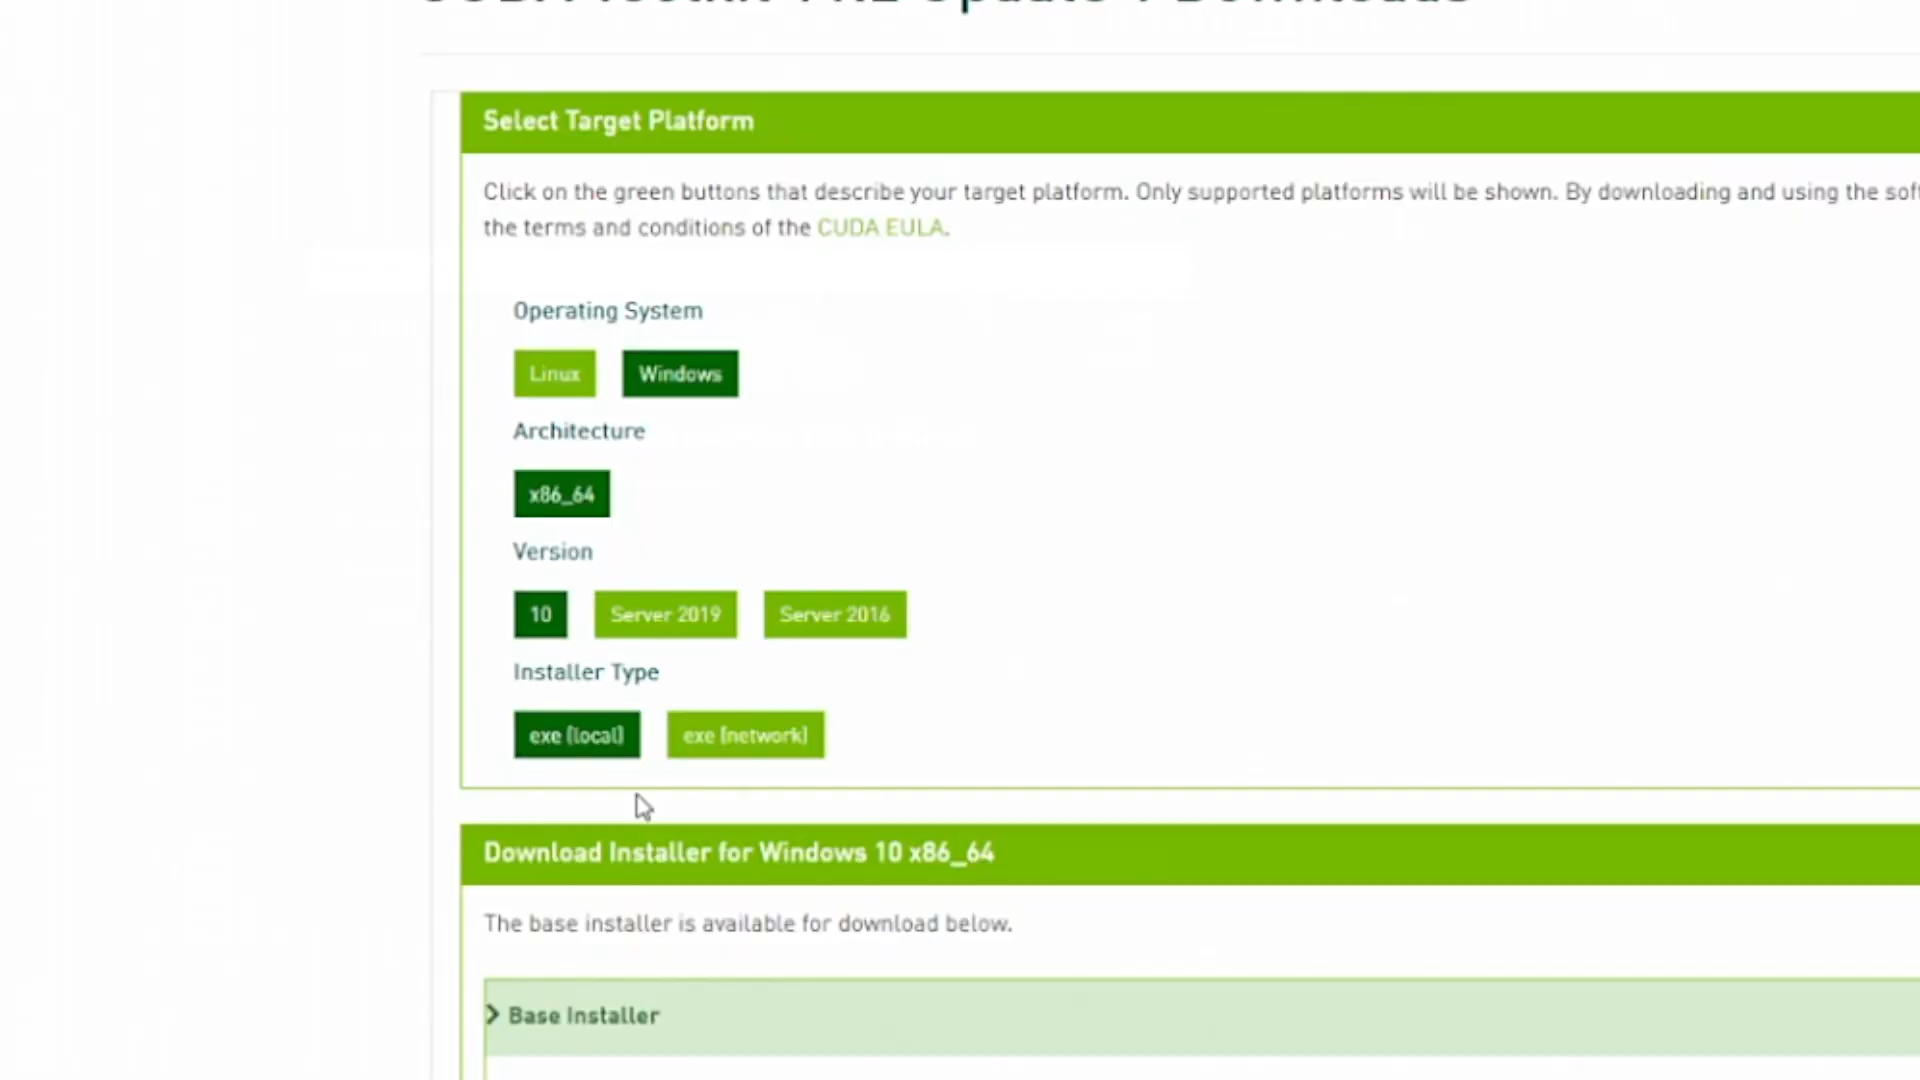 Select Target Platform
Click on the green buttons that describe your target platform. Only supported platforms will be shown. By downloading and using the
the terms and conditions of the CUDA EULA.
Operating System
Linux Windows
Architecture
x86_64
Version
10 Server 2019 Server 2016
Installer Type
exe (local) exe (network)
Download Installer for Windows 10 x86_64
The base installer is available for download below.
Base Installer